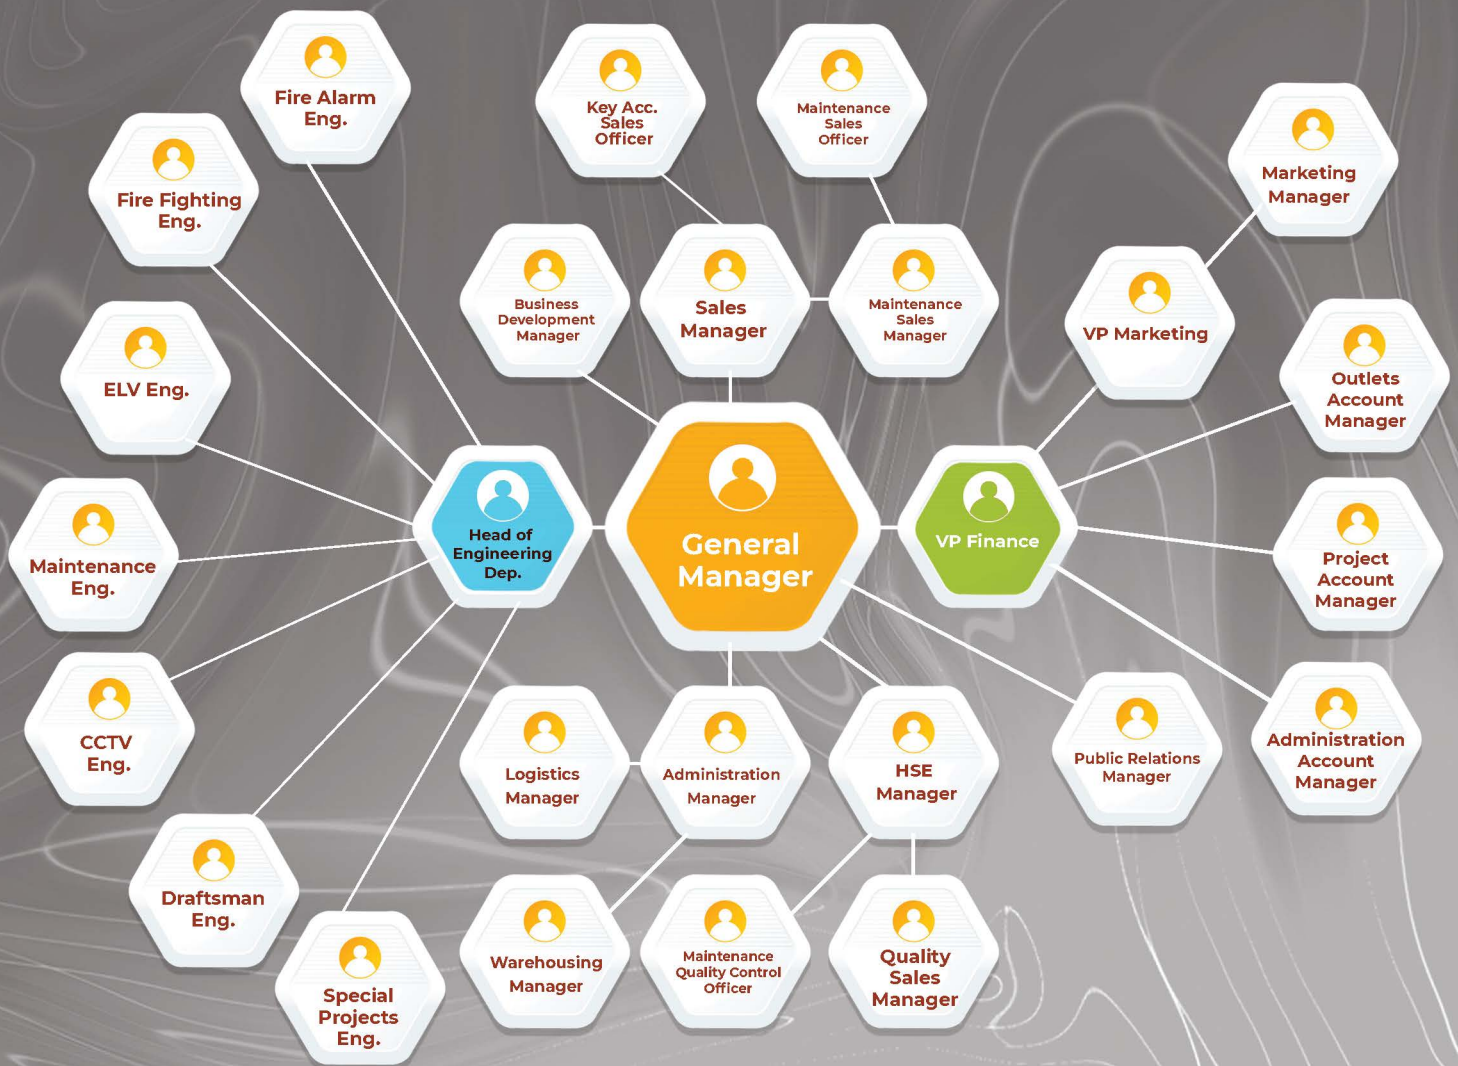 Fire Alarm
Eng.
Key Acc.
Sales
Officer
Maintenance
Sales
Officer
Marketing
Manager
Fire Fighting
Eng.
Business
Development
Manager
Sales
Manager
Maintenance
Sales
Manager
VP Marketing
ELV Eng.
Outlets
Account
Manager
Head of
Engineering
Dep.
General
Manager
VP Finance
Maintenance
Eng.
Project
Account
Manager
CCTV
Eng.
Logistics
Manager
Administration
Manager
HSE
Manager
Public Relations
Manager
Administration
Account
Manager
Draftsman
Eng.
Warehousing
Manager
Maintenance
Quality Control
Officer
Quality
Sales
Manager
Special
Projects
Eng.